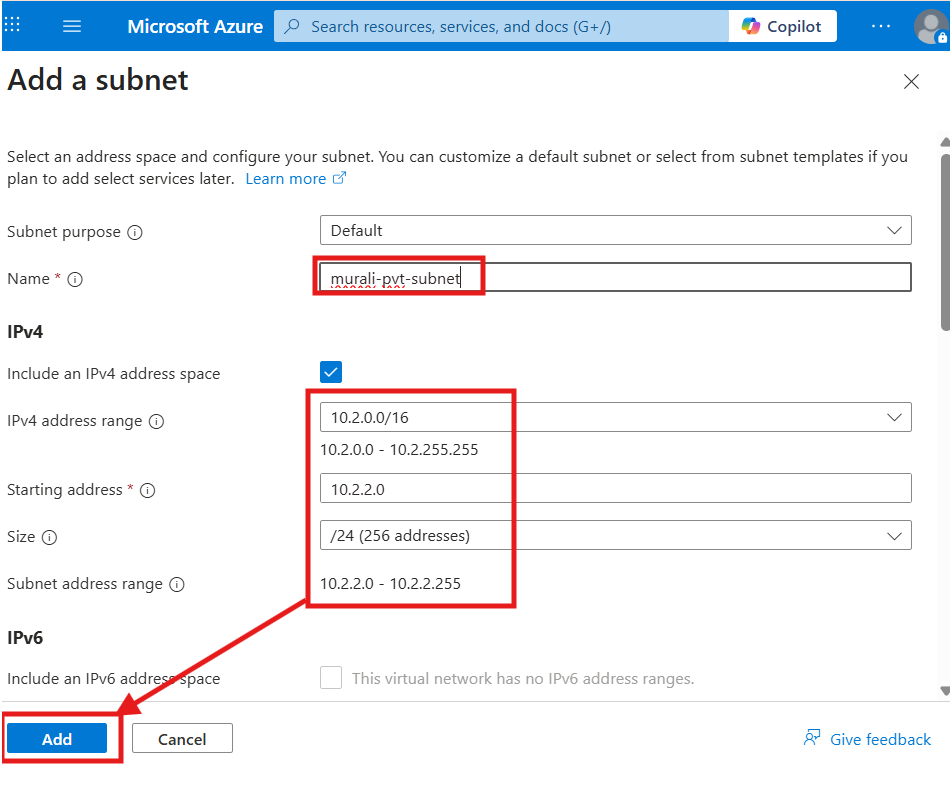 Microsoft Azure Search resources, services, and docs (G+/) Copilot ...
Add a subnet
Select an address space and configure your subnet. You can customize a default subnet or select from subnet templates if you
plan to add select services later. Learn more
Subnet purpose Default
Name * murali-pvt-subnet
IPv4
Include an IPv4 address space
IPv4 address range 10.2.0.0/16
10.2.0.0 - 10.2.255.255
Starting address * 10.2.2.0
Size /24 (256 addresses)
Subnet address range 10.2.2.0 - 10.2.2.255
IPv6
Include an IPv6 address space This virtual network has no IPv6 address ranges.
Add Cancel Give feedback